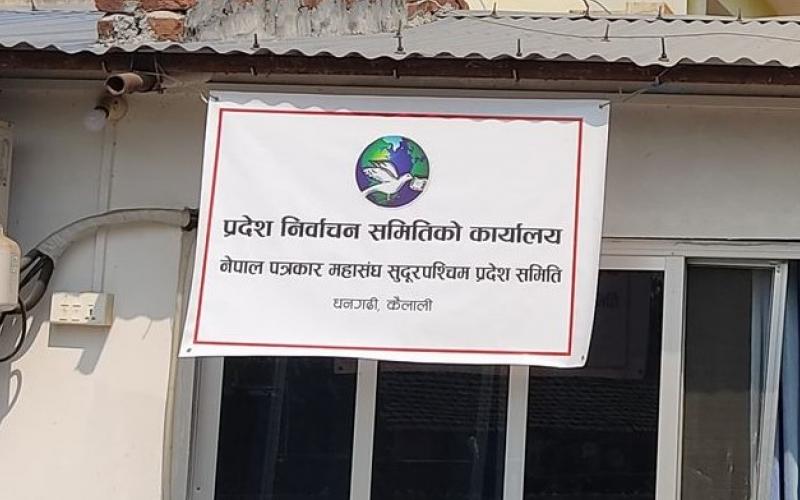 प्रदेश निर्वाचन समितिको कार्यालय
नेपाल पत्रकार महासंघ सुदूरपश्चिम प्रदेश समिति
धनगढी, कैलाली